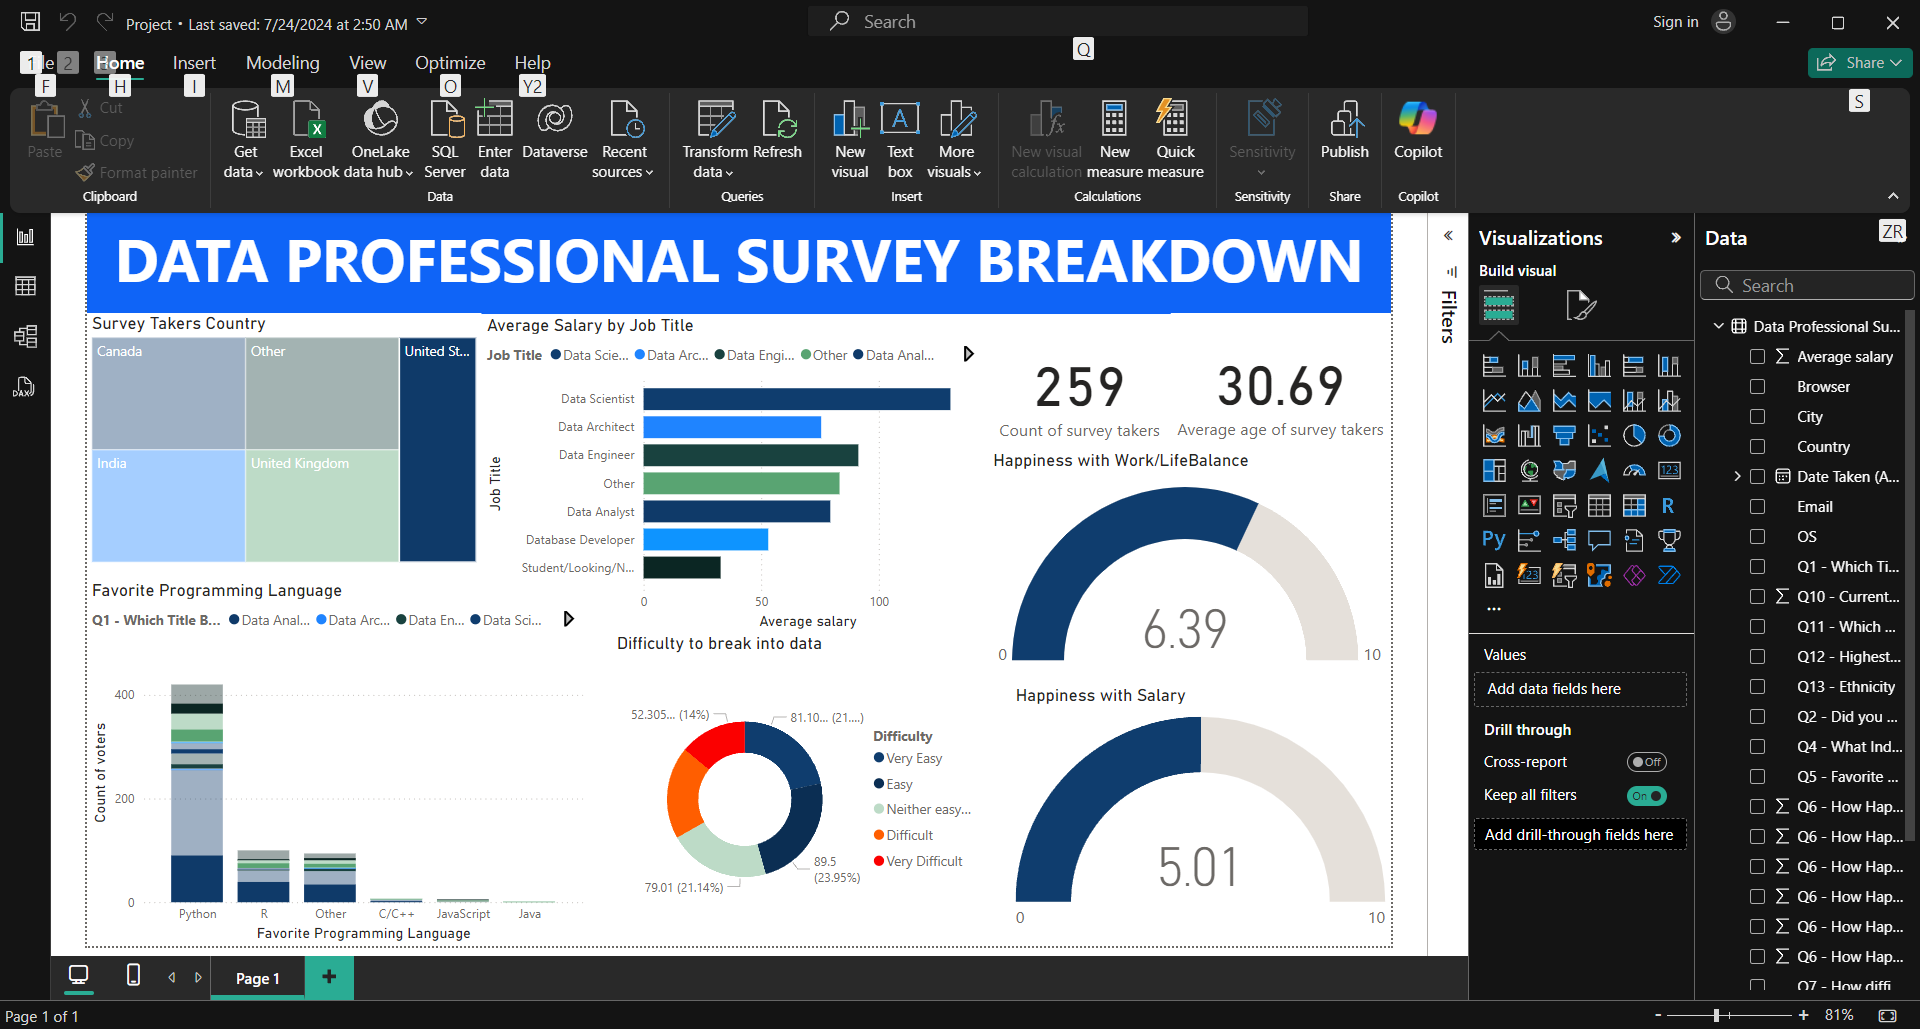 Project • Last saved: 7/24/2024 at 2:50 AM
Search
Sign in
1
2
Home
Insert
Modeling
View
Optimize
Help
Q
Share
F
H
I
M
V
O
Y2
S
Paste
Cut
Copy
Format painter
Clipboard
Get data
Excel workbook
OneLake data hub
SQL Server
Enter data
Dataverse
Recent sources
Data
Transform data
Refresh
Queries
New visual
Text box
More visuals
Insert
New visual calculation
New measure
Quick measure
Calculations
Sensitivity
Sensitivity
Publish
Share
Copilot
Copilot
ZR
DAX
DATA PROFESSIONAL SURVEY BREAKDOWN
Survey Takers Country
Canada
Other
United St...
India
United Kingdom
Average Salary by Job Title
Job Title
Data Scie...
Data Arc...
Data Engi...
Other
Data Anal...
Job Title
Data Scientist
Data Architect
Data Engineer
Other
Data Analyst
Database Developer
Student/Looking/N...
0
50
100
Average salary
259
Count of survey takers
30.69
Average age of survey takers
Happiness with Work/LifeBalance
6.39
0
10
Favorite Programming Language
Q1 - Which Title B...
Data Anal...
Data Arc...
Data En...
Data Sci...
Count of voters
400
200
0
Python
R
Other
C/C++
JavaScript
Java
Favorite Programming Language
Difficulty to break into data
52.305... (14%)
81.10... (21....)
89.5
(23.95%)
79.01 (21.14%)
Difficulty
Very Easy
Easy
Neither easy...
Difficult
Very Difficult
Happiness with Salary
5.01
0
10
Filters
Visualizations
Build visual
123
R
Py
123
...
Values
Add data fields here
Drill through
Cross-report
Off
Keep all filters
On
Add drill-through fields here
Data
Search
Data Professional Su...
Average salary
Browser
City
Country
Date Taken (A...
Email
OS
Q1 - Which Ti...
Q10 - Current...
Q11 - Which ...
Q12 - Highest...
Q13 - Ethnicity
Q2 - Did you ...
Q4 - What Ind...
Q5 - Favorite ...
Q6 - How Hap...
Q6 - How Hap...
Q6 - How Hap...
Q6 - How Hap...
Q6 - How Hap...
Q6 - How Hap...
Q7 - How diffi
Page 1
Page 1 of 1
81%